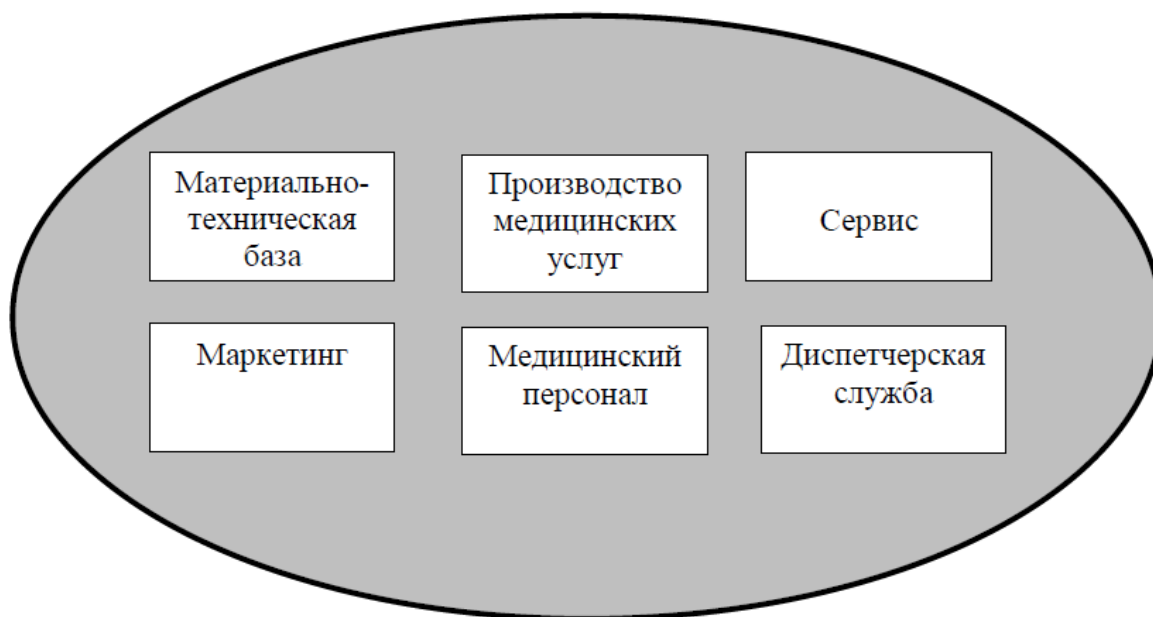 Материально-
техническая
база
Производство
медицинских
услуг
Сервис
Маркетинг
Медицинский
персонал
Диспетчерская
служба